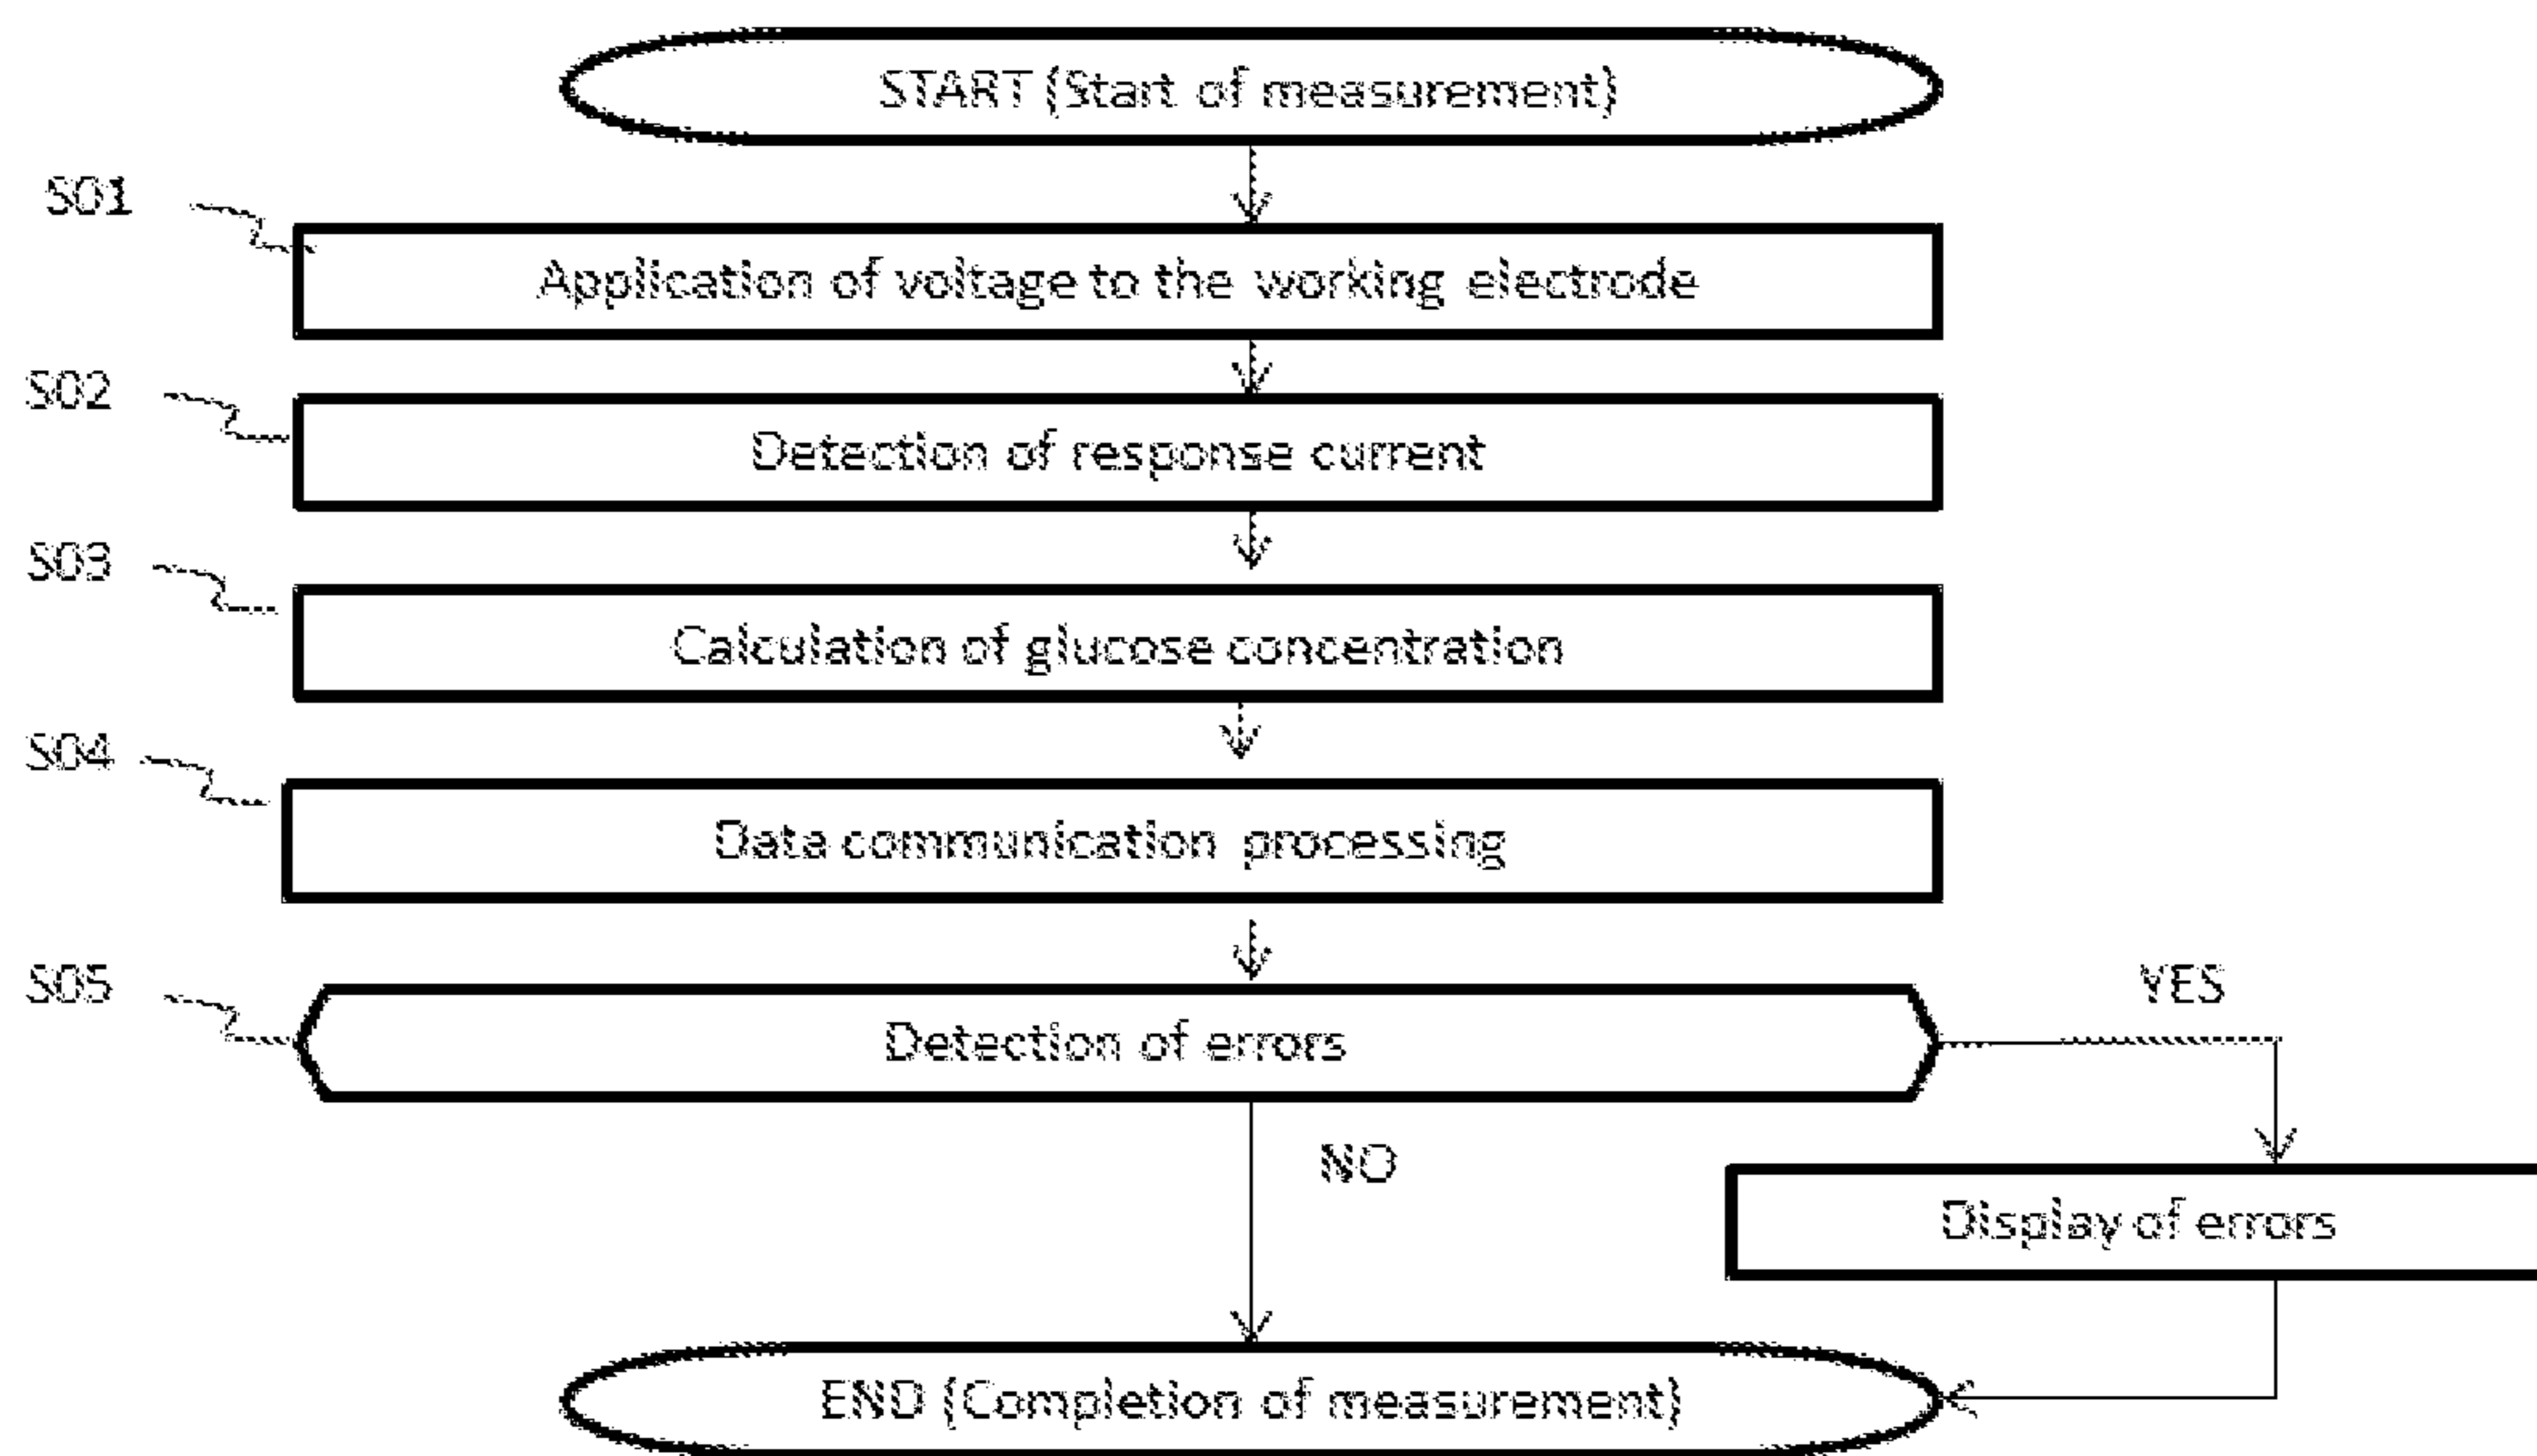 START (Start of measurement)
S01
Application of voltage to the working electrode
S02
Detection of response current
S03
Calculation of glucose concentration
S04
Data communication processing
S05
Detection of errors
YES
NO
Display of errors
END (Completion of measurement)